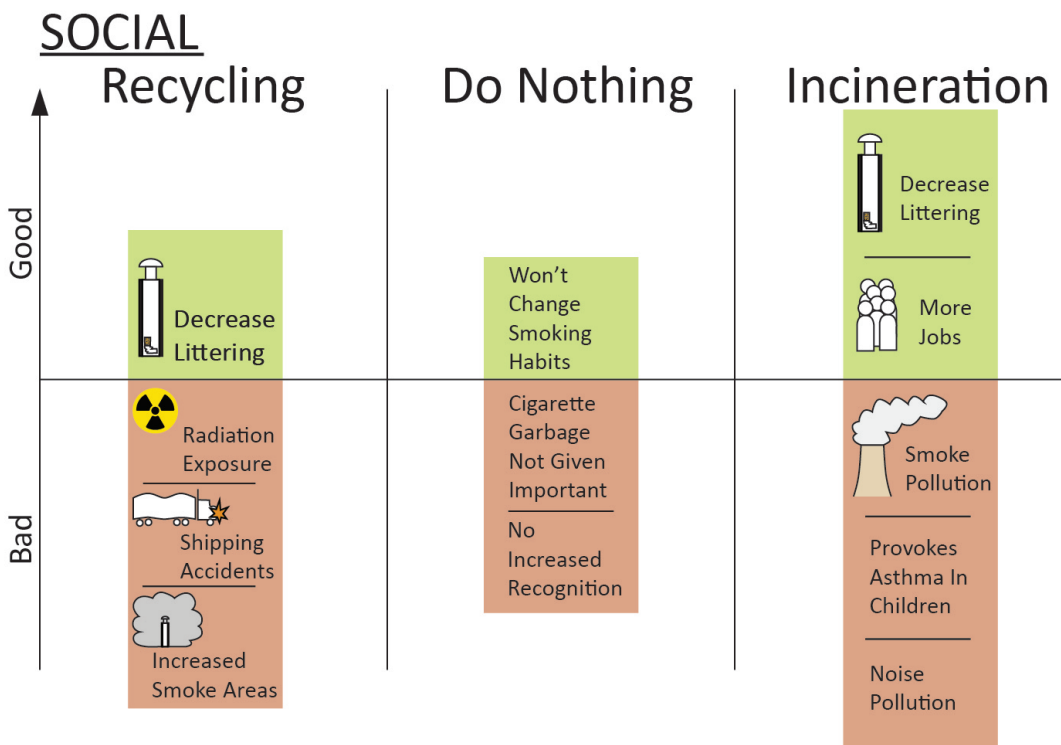 SOCIAL
Recycling
Do Nothing
Incineration
Good
Bad
Decrease
Littering
Radiation
Exposure
Shipping
Accidents
Increased
Smoke Areas
Won't
Change
Smoking
Habits
Cigarette
Garbage
Not Given
Important
No
Increased
Recognition
Decrease
Littering
More
Jobs
Smoke
Pollution
Provokes
Asthma In
Children
Noise
Pollution